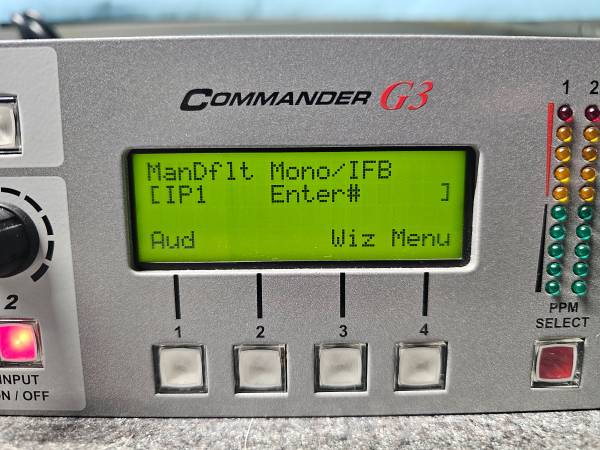 COMMANDER G3
1 2
ManDflt Mono/IFB
[IP1 Enter# ]
Aud Wiz Menu
2
1 2 3 4
PPM
SELECT
INPUT
ON / OFF